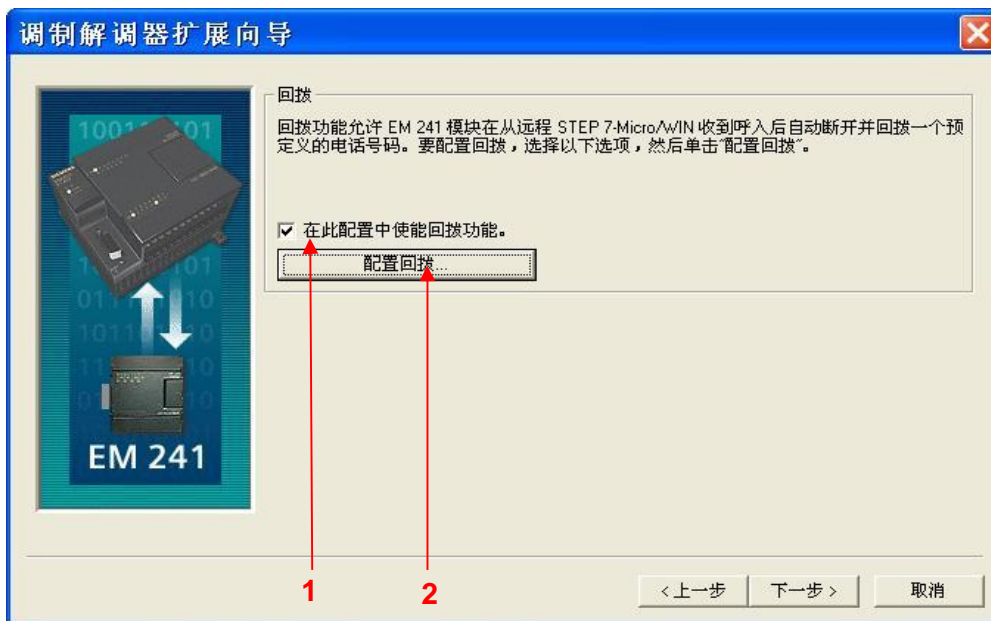 调制解调器扩展向导
回拨
回拨功能允许 EM 241 模块在从远程 STEP 7-Micro/WIN 收到呼入后自动断开并回拨一个预
定义的电话号码。要配置回拨，选择以下选项，然后单击"配置回拨"。
在此配置中使能回拨功能。
配置回拨...
EM 241
1
2
<上一步
下一步>
取消